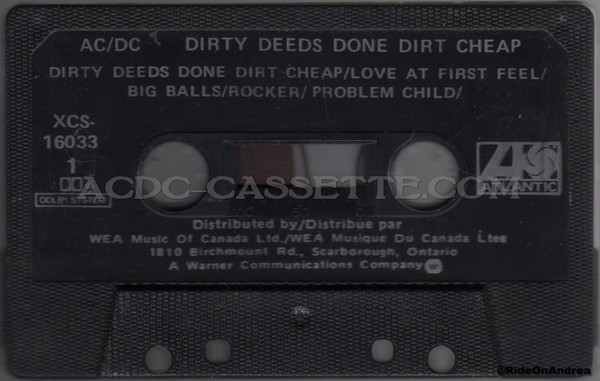 AC/DC DIRTY DEEDS DONE DIRT CHEAP
DIRTY DEEDS DONE DIRT CHEAP/LOVE AT FIRST FEEL/
BIG BALLS/ROCKER/PROBLEM CHILD/
XCS-
16033
1
DOLBY SYSTEM
ATLANTIC
ACDC-CASSETTE.COM
Distributed by/Distribue par
WEA Music Of Canada Ltd./WEA Musique Du Canada Ltee
1810 Birchmount Rd., Scarborough, Ontario
A Warner Communications Company
@RideOnAndrea